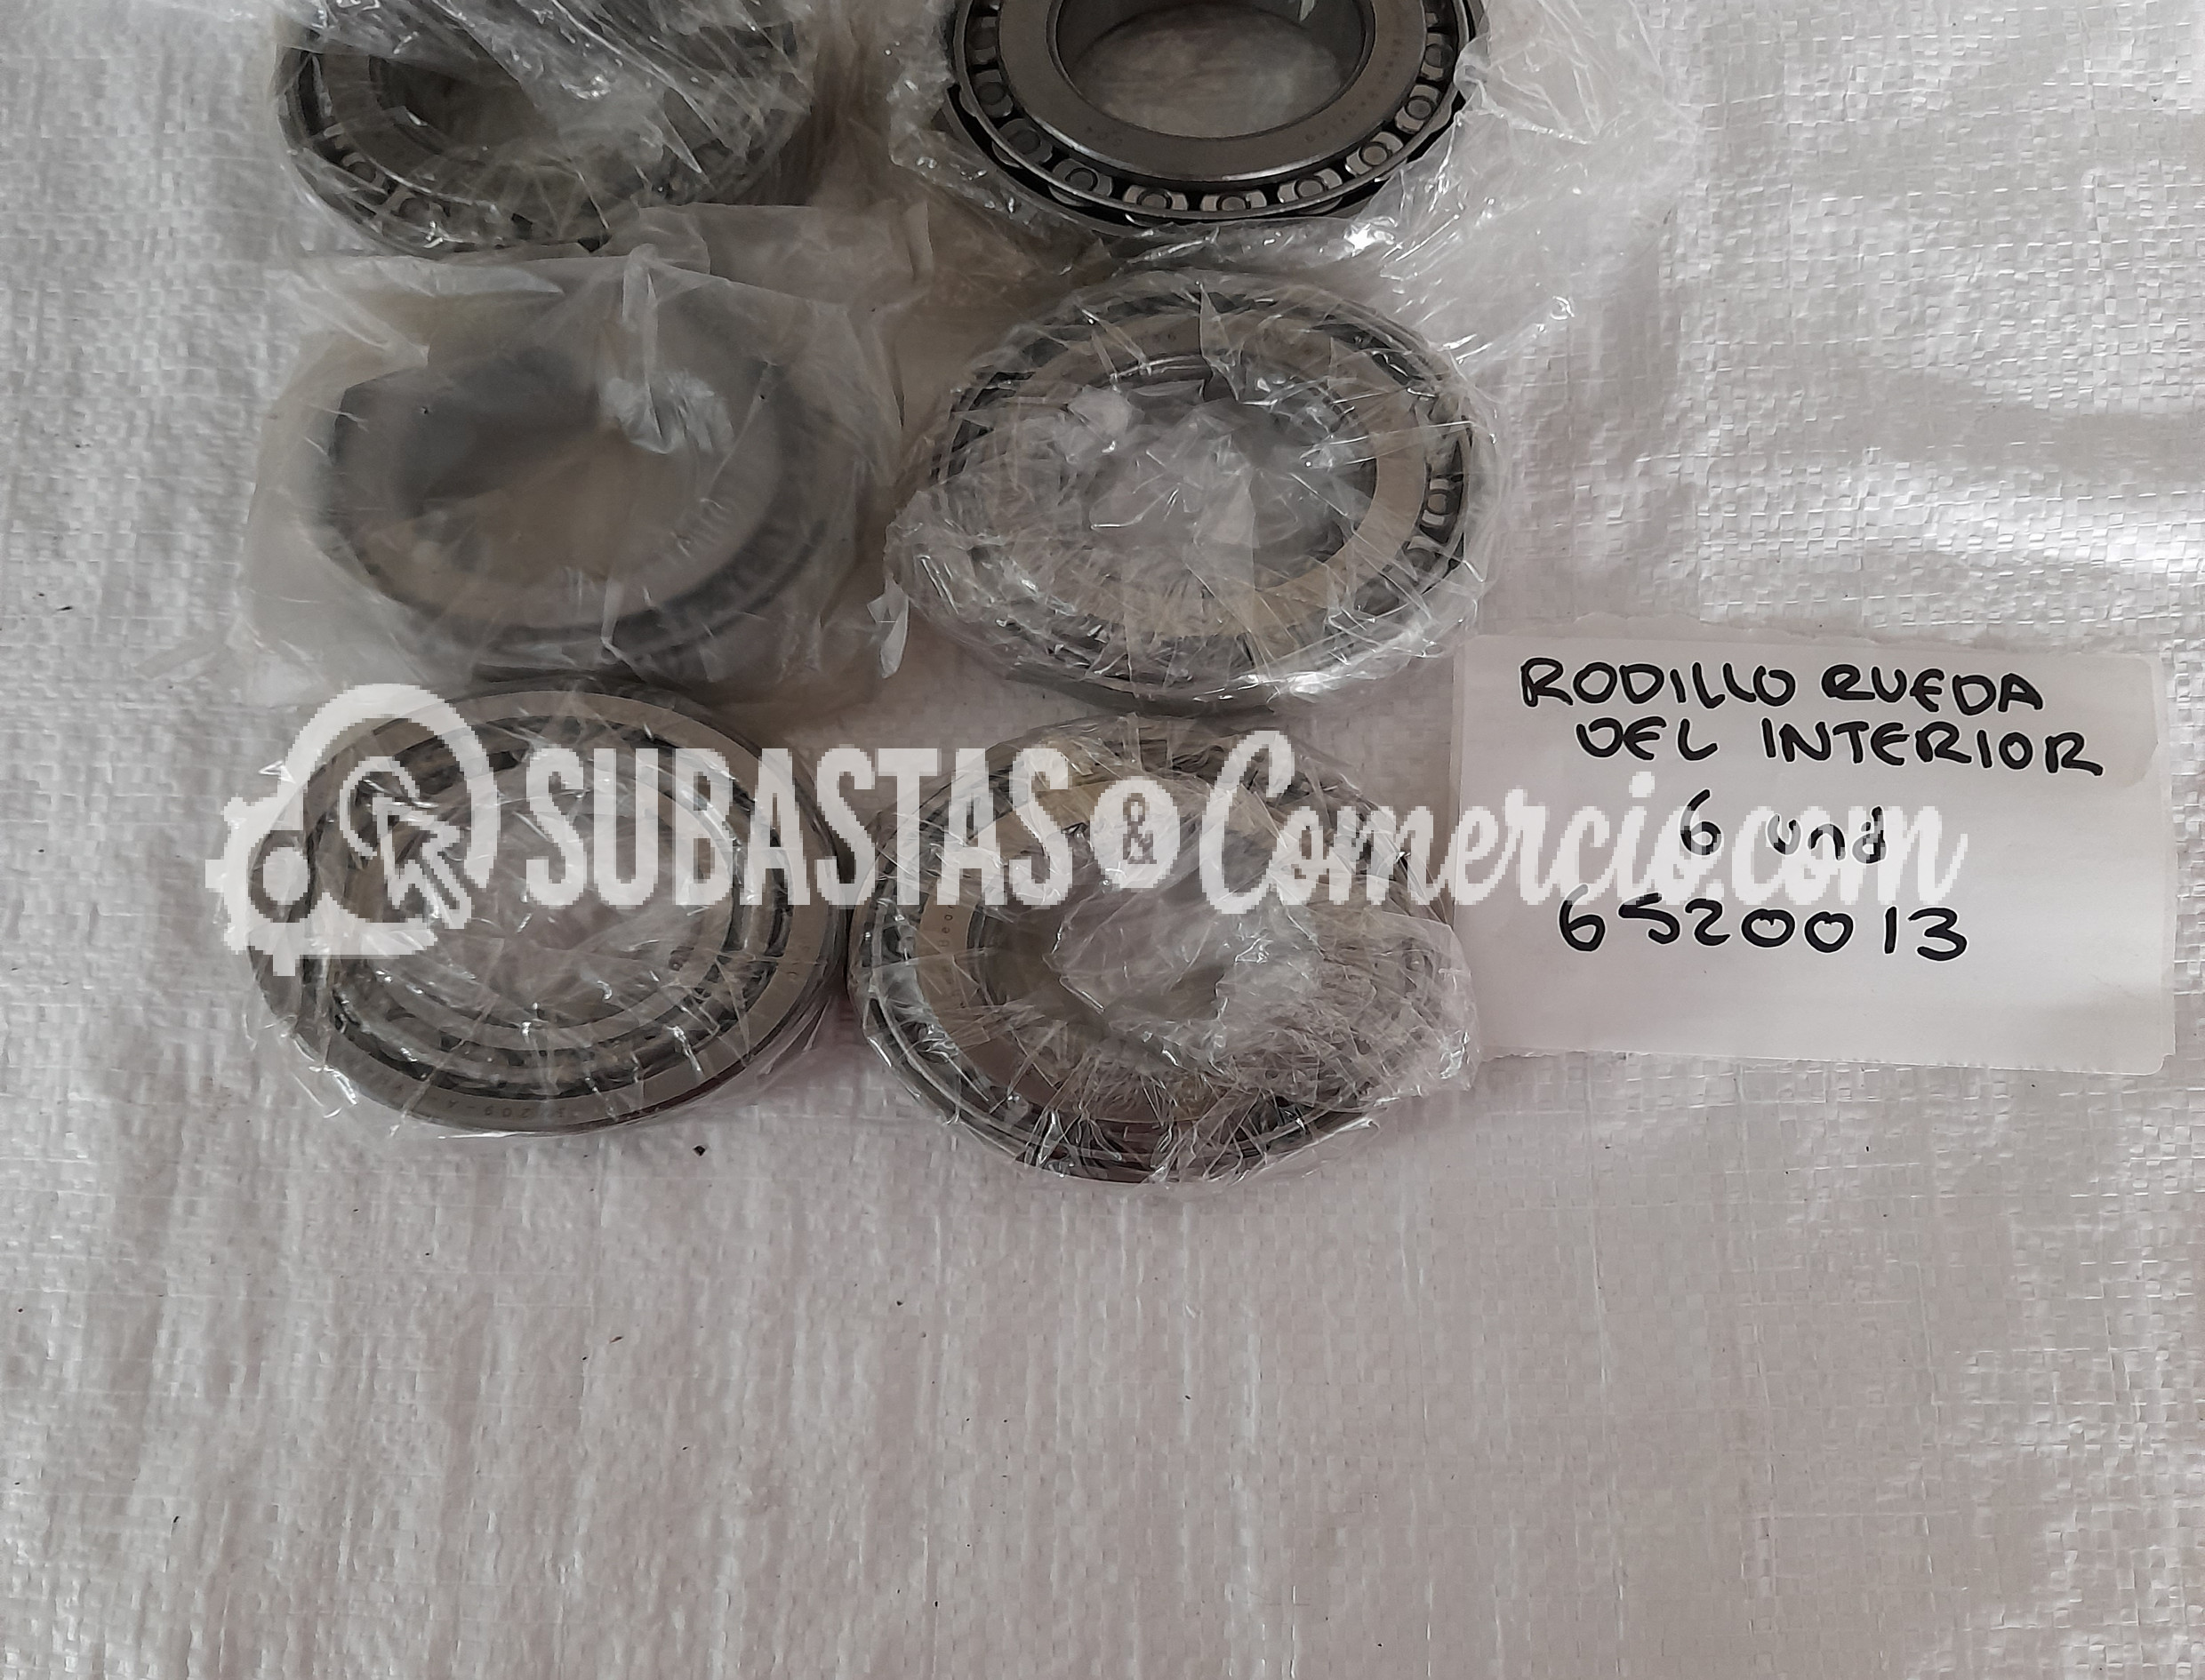 RODILLO RUEDA
DEL INTERIOR
6 und
6520013
SUBASTAS & Comercio.com